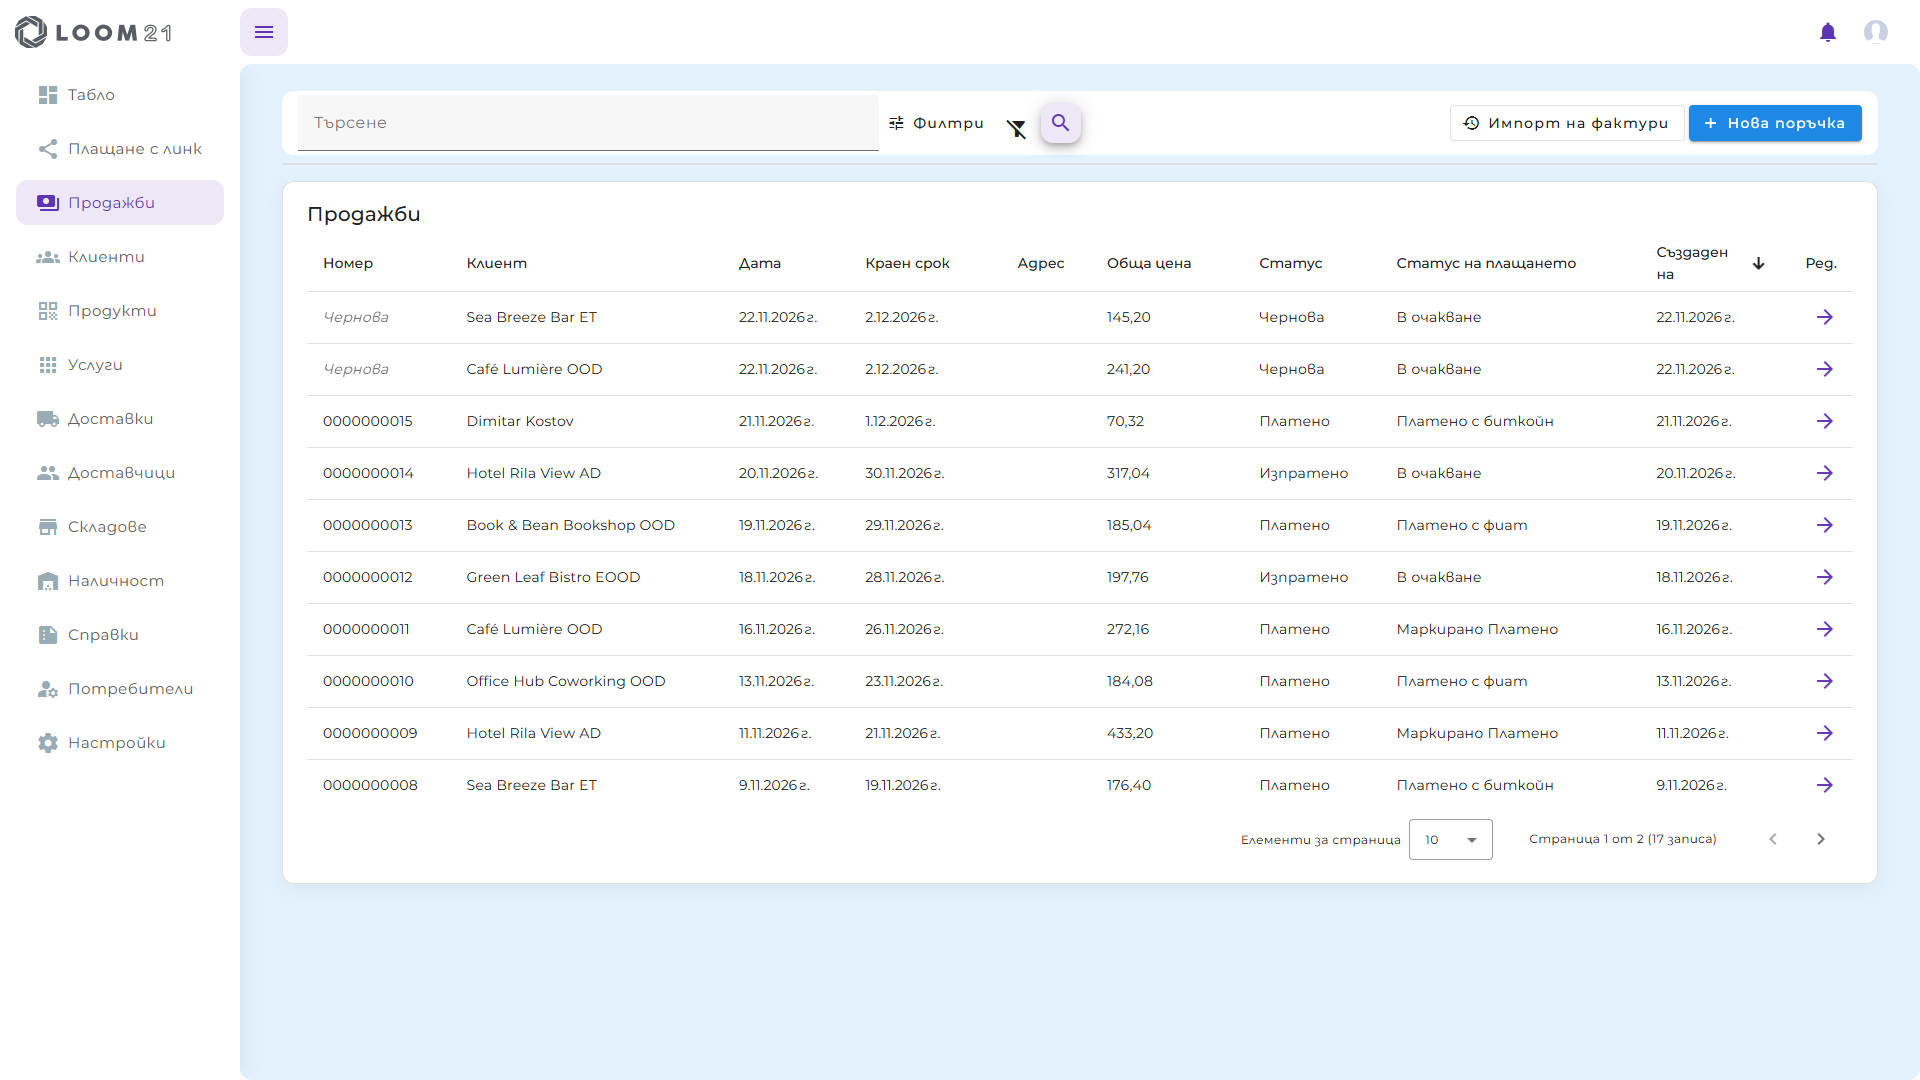 LOOM 21
Табло
Плащане с линк
Продажби
Клиенти
Продукти
Услуги
Доставки
Доставчици
Складове
Наличност
Справки
Потребители
Настройки
Търсене Филтри Импорт на фактури + Нова поръчка
Продажби
Номер Клиент Дата Краен срок Адрес Обща цена Статус Статус на плащането Създаден на Ред.
Чернова Sea Breeze Bar ET 22.11.2026г. 2.12.2026г. 145,20 Чернова В очакване 22.11.2026г.
Чернова Café Lumière OOD 22.11.2026г. 2.12.2026г. 241,20 Чернова В очакване 22.11.2026г.
0000000015 Dimitar Kostov 21.11.2026г. 1.12.2026г. 70,32 Платено Платено с биткойн 21.11.2026г.
0000000014 Hotel Rila View AD 20.11.2026г. 30.11.2026г. 317,04 Изпратено В очакване 20.11.2026г.
0000000013 Book & Bean Bookshop OOD 19.11.2026г. 29.11.2026г. 185,04 Платено Платено с фиат 19.11.2026г.
0000000012 Green Leaf Bistro EOOD 18.11.2026г. 28.11.2026г. 197,76 Изпратено В очакване 18.11.2026г.
0000000011 Café Lumière OOD 16.11.2026г. 26.11.2026г. 272,16 Платено Маркирано Платено 16.11.2026г.
0000000010 Office Hub Coworking OOD 13.11.2026г. 23.11.2026г. 184,08 Платено Платено с фиат 13.11.2026г.
0000000009 Hotel Rila View AD 11.11.2026г. 21.11.2026г. 433,20 Платено Маркирано Платено 11.11.2026г.
0000000008 Sea Breeze Bar ET 9.11.2026г. 19.11.2026г. 176,40 Платено Платено с биткойн 9.11.2026г.
Елементи за страница 10 Страница 1 от 2 (17 записа)